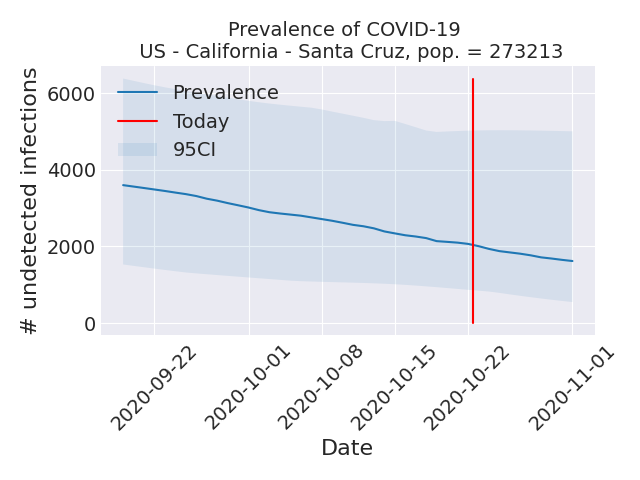 Prevalence of COVID-19
US - California - Santa Cruz, pop. = 273213
# undetected infections
6000
4000
2000
0
Prevalence
Today
95CI
2020-09-22
2020-10-01
2020-10-08
2020-10-15
2020-10-22
2020-11-01
Date